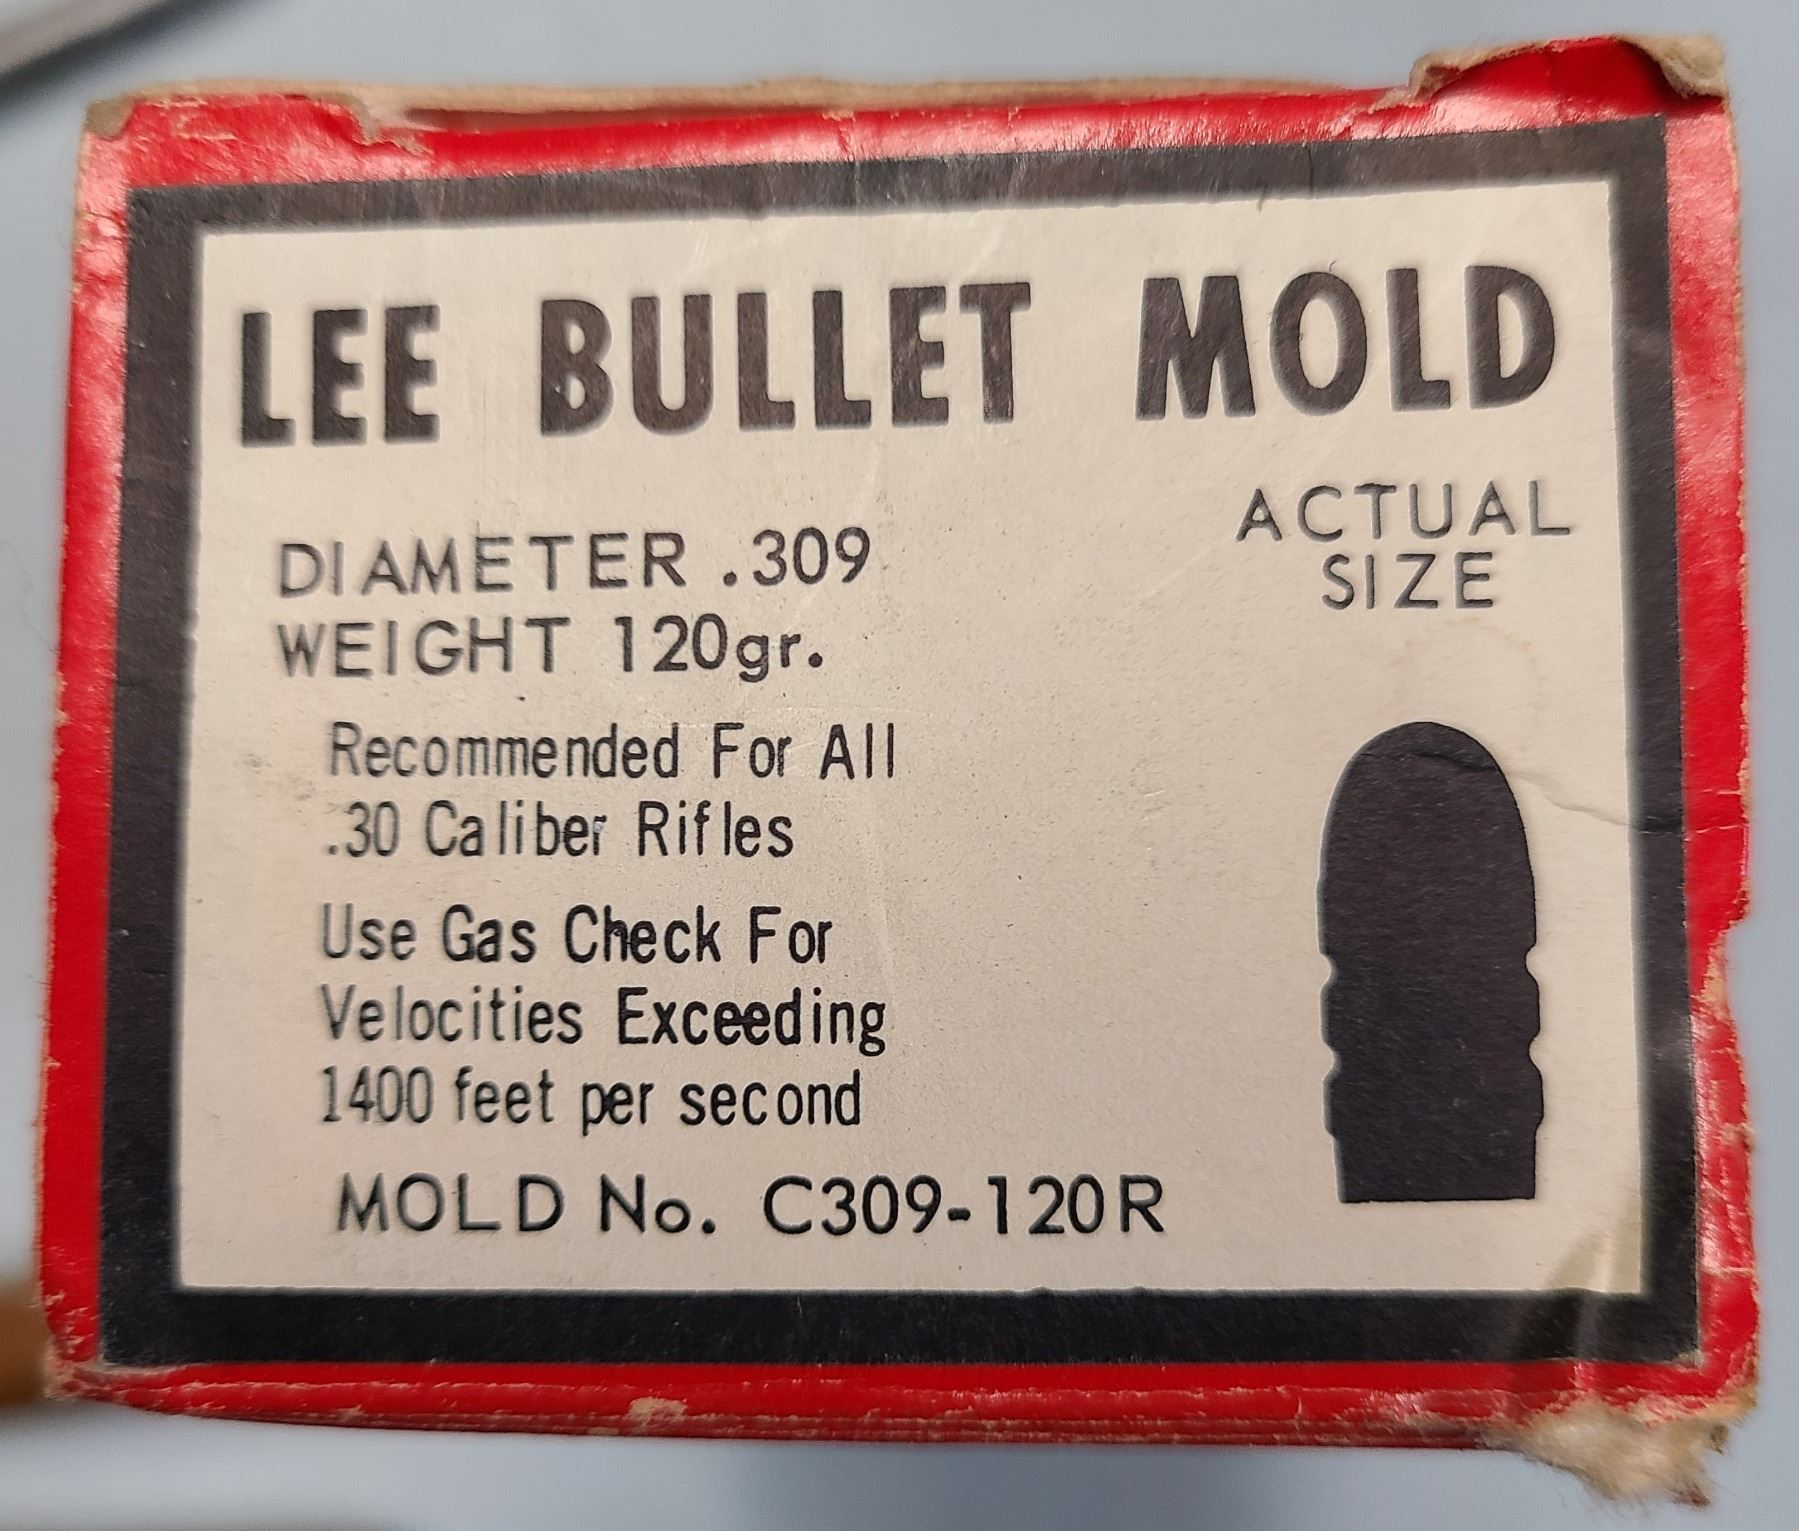 LEE BULLET MOLD
DIAMETER .309
WEIGHT 120gr.
ACTUAL
SIZE
Recommended For All
.30 Caliber Rifles
Use Gas Check For
Velocities Exceeding
1400 feet per second
MOLD No. C309-120R